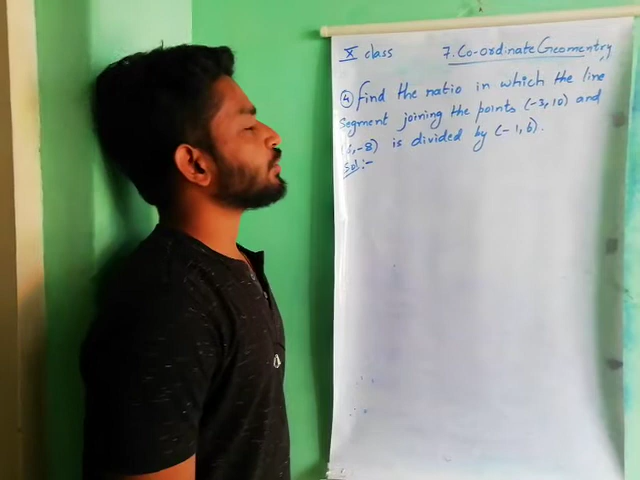 X class 7. Co-ordinate Geomentry
④ Find the ratio in which the line
Segment joining the points (-3, 10) and
(6, -8) is divided by (-1, 6).
Sol:-